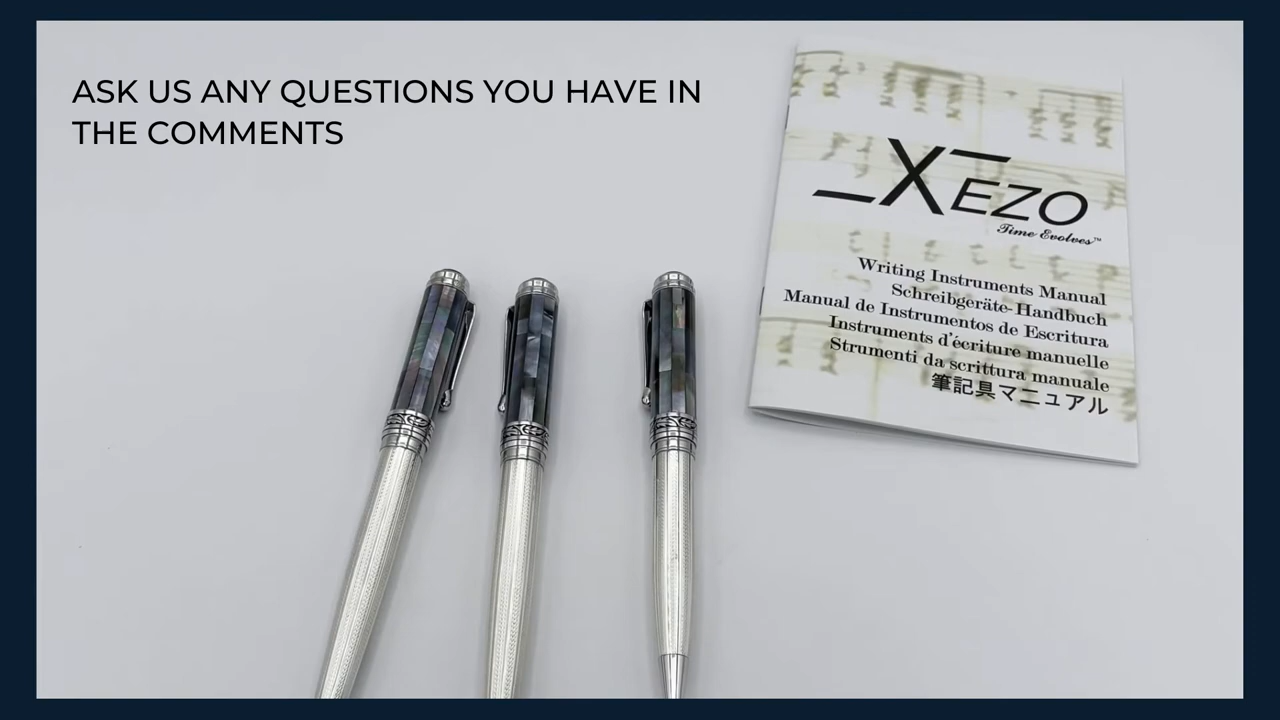 ASK US ANY QUESTIONS YOU HAVE IN
THE COMMENTS
XEZO
Time Evolves™
Writing Instruments Manual
Schreibgeräte-Handbuch
Manual de Instrumentos de Escritura
Instruments d'écriture manuelle
Strumenti da scrittura manuale
筆記具マニュアル